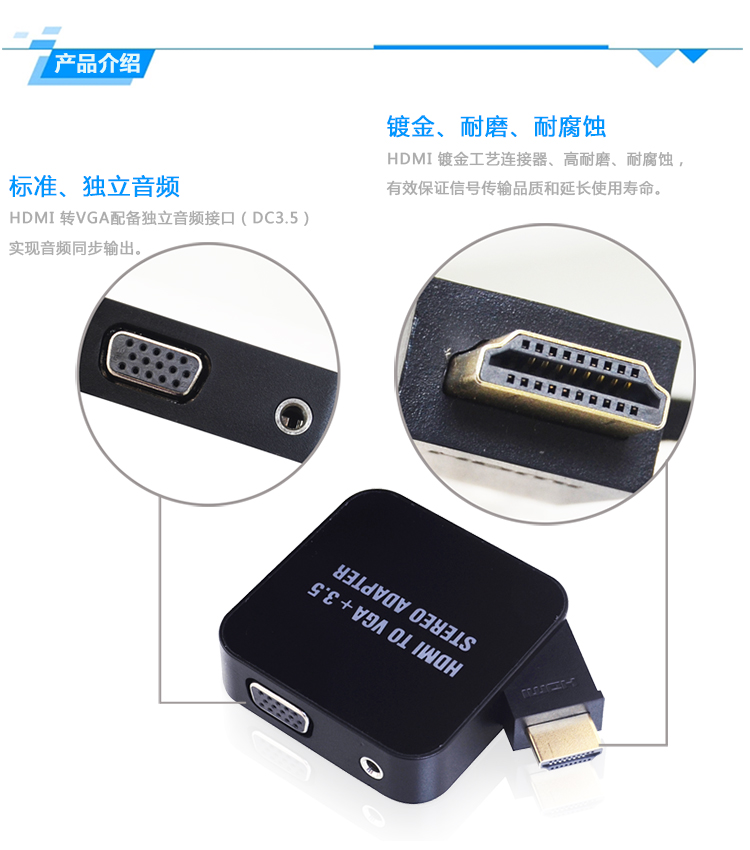 产品介绍
镀金、耐磨、耐腐蚀
HDMI 镀金工艺连接器、高耐磨、耐腐蚀，
有效保证信号传输品质和延长使用寿命。
标准、独立音频
HDMI 转VGA配备独立音频接口（DC3.5）
实现音频同步输出。
HDMI TO VGA + 3.5
STEREO ADAPTER
HDMI